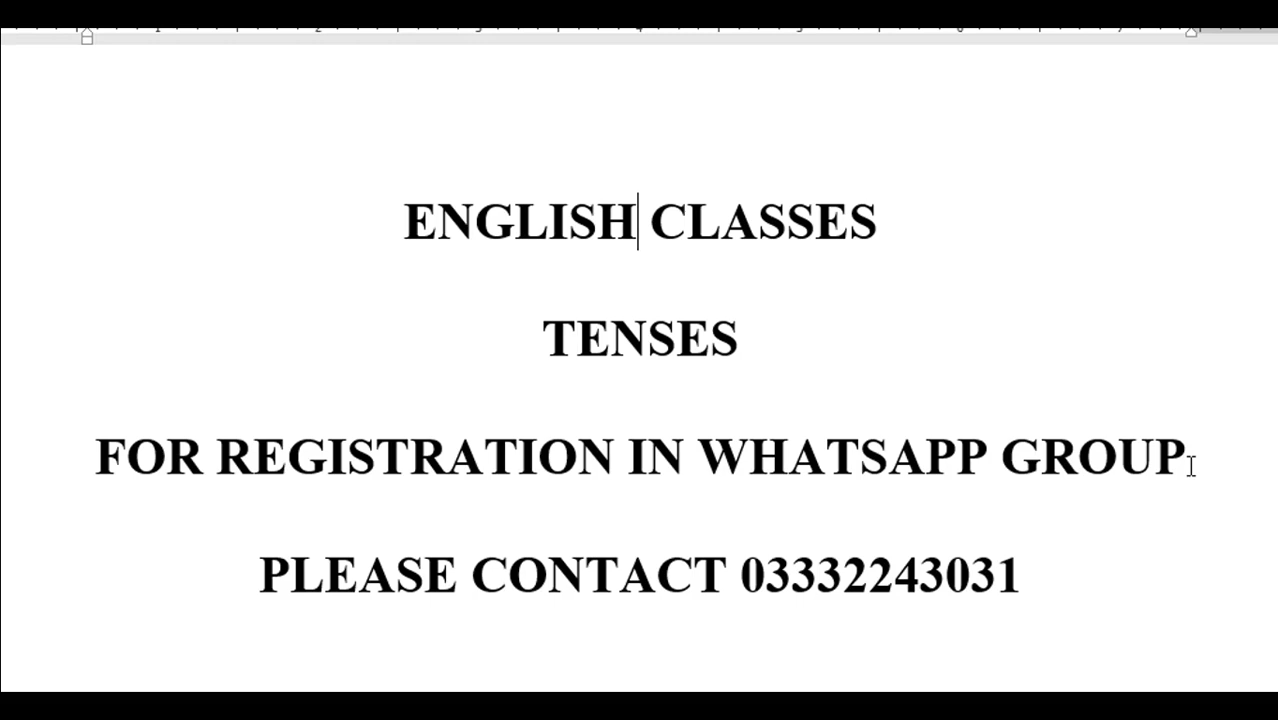 ENGLISH CLASSES
TENSES
FOR REGISTRATION IN WHATSAPP GROUP
PLEASE CONTACT 03332243031